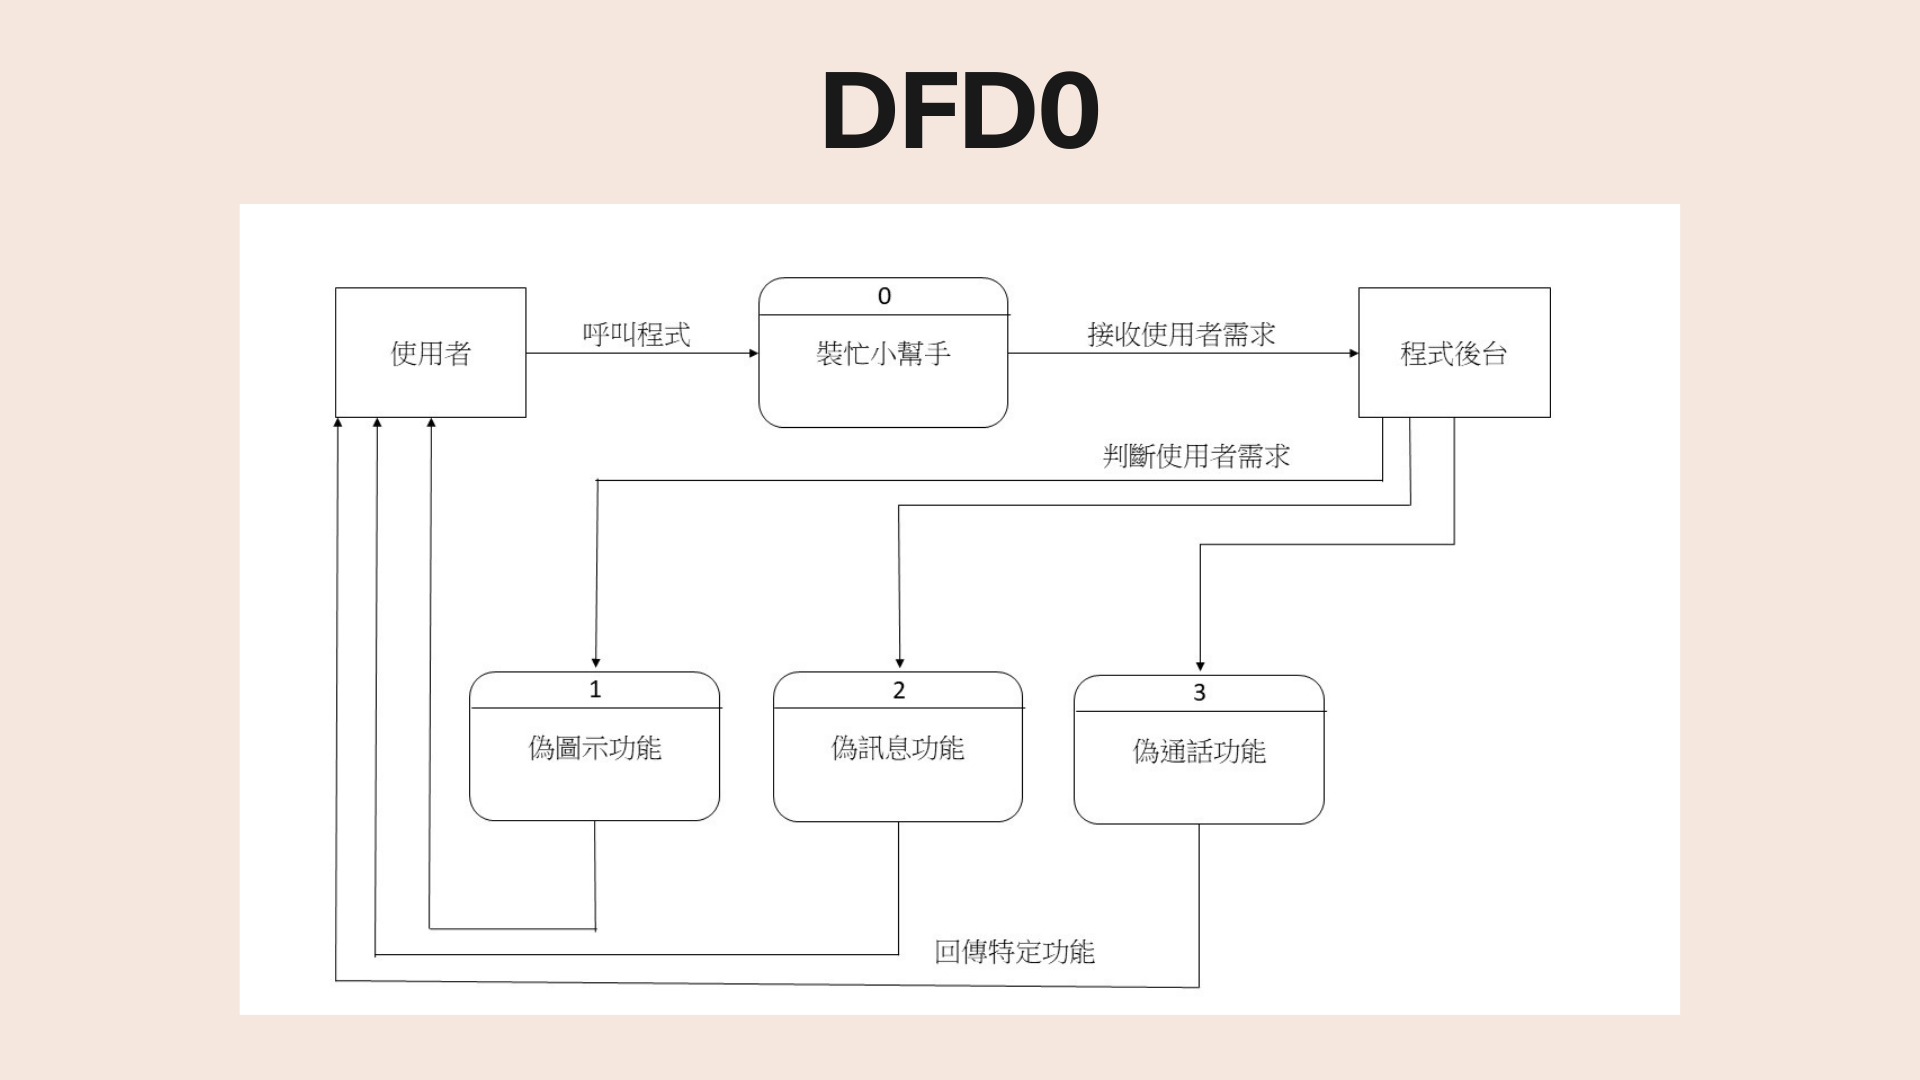 DFD0
使用者
呼叫程式
0
裝忙小幫手
接收使用者需求
程式後台
判斷使用者需求
1
偽圖示功能
2
偽訊息功能
3
偽通話功能
回傳特定功能